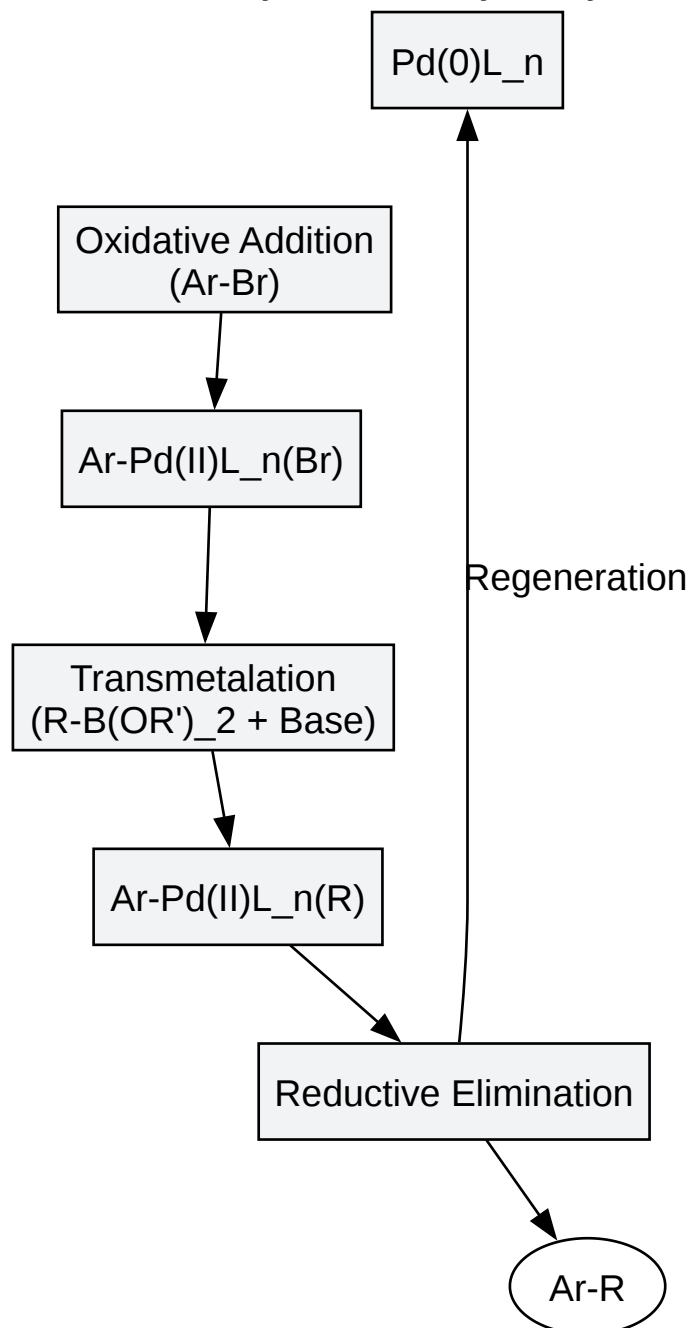 Pd(0)L_n
Oxidative Addition
(Ar-Br)
Ar-Pd(II)L_n(Br)
Regeneration
Transmetalation
(R-B(OR')_2 + Base)
Ar-Pd(II)L_n(R)
Reductive Elimination
Ar-R